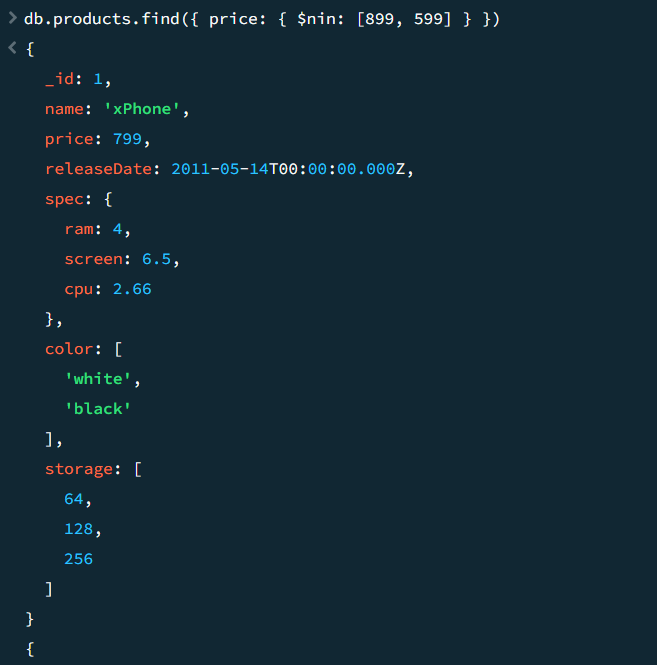 db.products.find({ price: { $nin: [899, 599] } })
{
_id: 1,
name: 'xPhone',
price: 799,
releaseDate: 2011-05-14T00:00:00.000Z,
spec: {
ram: 4,
screen: 6.5,
cpu: 2.66
},
color: [
'white',
'black'
],
storage: [
64,
128,
256
]
}
{